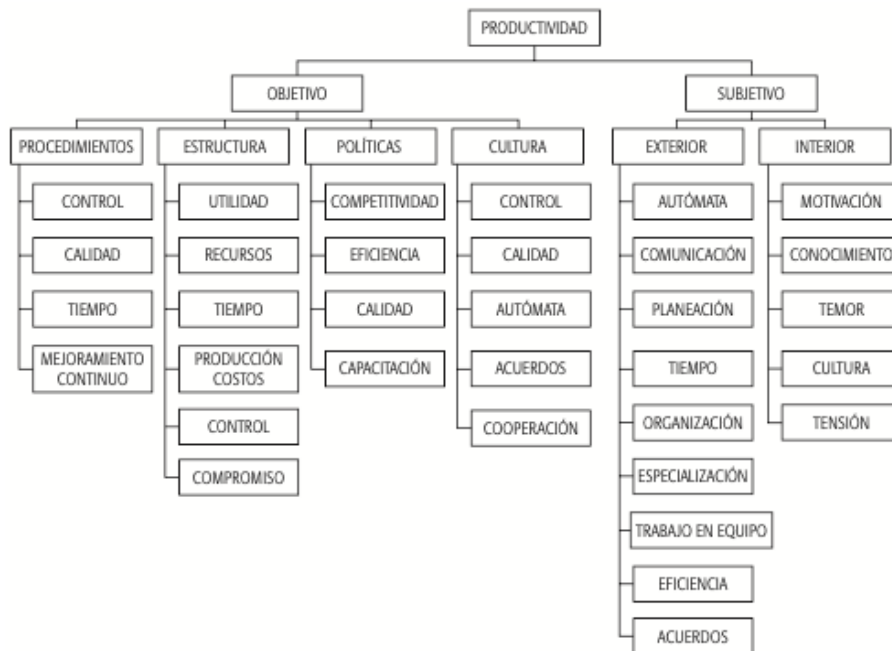 PRODUCTIVIDAD
OBJETIVO
SUBJETIVO
PROCEDIMIENTOS
ESTRUCTURA
POLÍTICAS
CULTURA
EXTERIOR
INTERIOR
CONTROL
CALIDAD
TIEMPO
MEJORAMIENTO
CONTINUO
UTILIDAD
RECURSOS
TIEMPO
PRODUCCIÓN
COSTOS
CONTROL
COMPROMISO
COMPETITIVIDAD
EFICIENCIA
CALIDAD
CAPACITACIÓN
CONTROL
CALIDAD
AUTÓMATA
ACUERDOS
COOPERACIÓN
AUTÓMATA
COMUNICACIÓN
PLANEACIÓN
TIEMPO
ORGANIZACIÓN
ESPECIALIZACIÓN
TRABAJO EN EQUIPO
EFICIENCIA
ACUERDOS
MOTIVACIÓN
CONOCIMIENTO
TEMOR
CULTURA
TENSIÓN